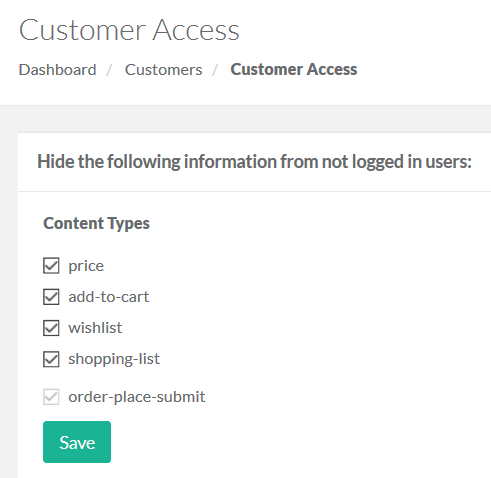 Customer Access
Dashboard / Customers / Customer Access
Hide the following information from not logged in users:
Content Types
price
add-to-cart
wishlist
shopping-list
order-place-submit
Save